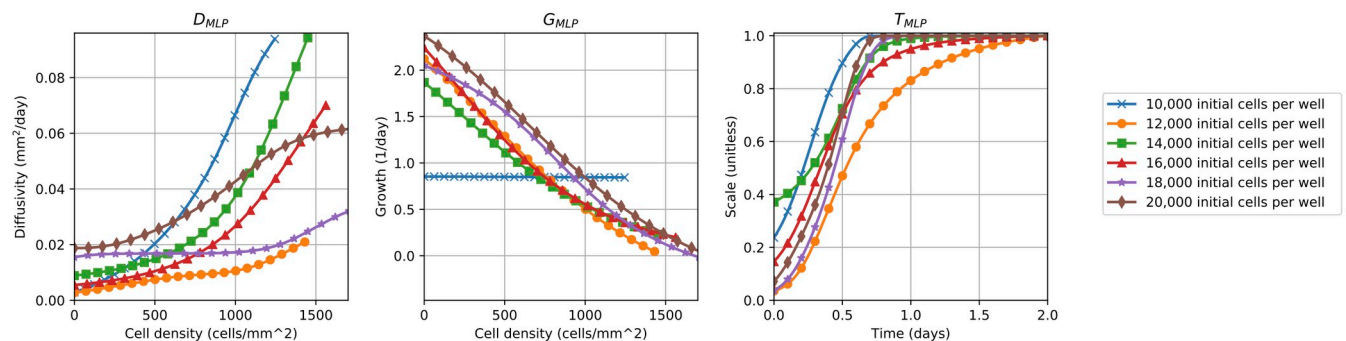 D_MLP
0.08
0.06
0.04
0.02
0.00
Diffusivity (mm²/day)
0
500
1000
1500
Cell density (cells/mm^2)
G_MLP
2.0
1.5
1.0
0.5
0.0
Growth (1/day)
0
500
1000
1500
Cell density (cells/mm^2)
T_MLP
1.0
0.8
0.6
0.4
0.2
0.0
Scale (unitless)
0.0
0.5
1.0
1.5
2.0
Time (days)
10,000 initial cells per well
12,000 initial cells per well
14,000 initial cells per well
16,000 initial cells per well
18,000 initial cells per well
20,000 initial cells per well